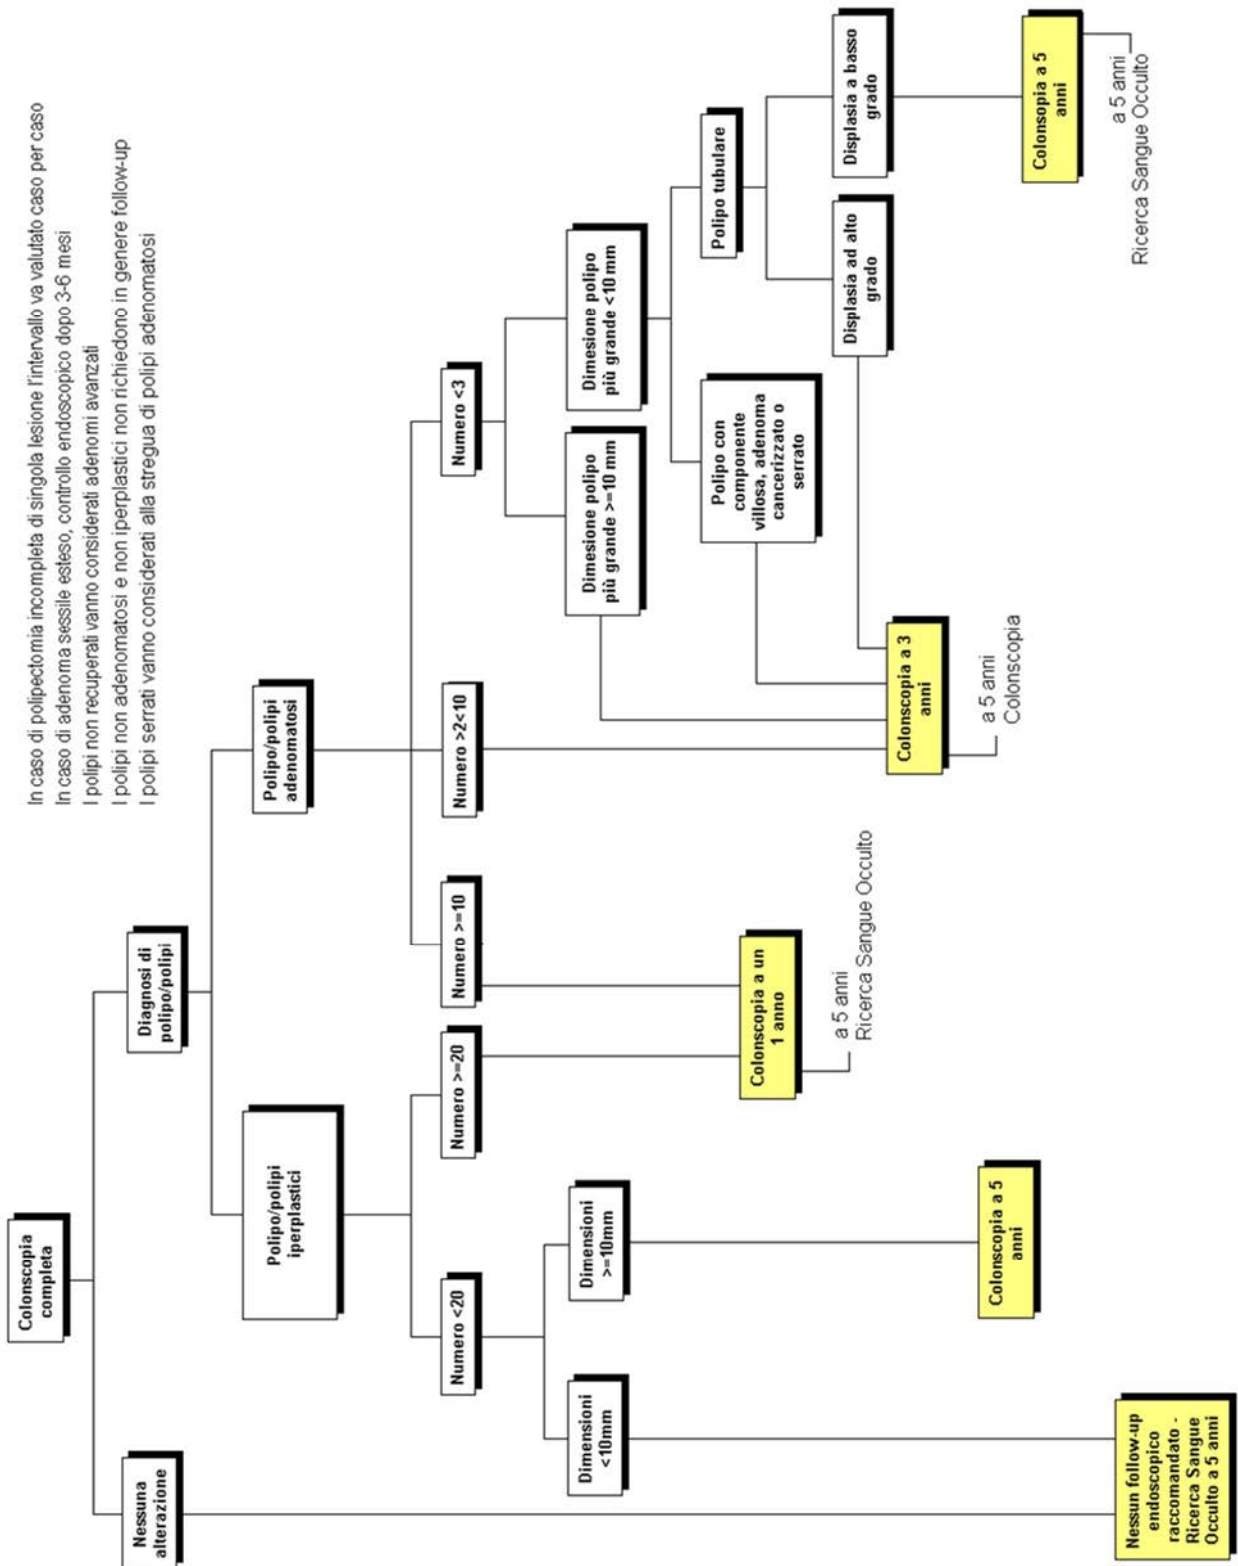 In caso di polipectomia incompleta di singola lesione l'intervallo va valutato caso per caso
In caso di adenoma sessile esteso, controllo endoscopico dopo 3-6 mesi
I polipi non recuperati vanno considerati adenomi avanzati
I polipi non adenomatosi e non iperplastici non richiedono in genere follow-up
I polipi serrati vanno considerati alla stregua di polipi adenomatosi
Colonscopia
completa
Nessuna
alterazione
Diagnosi di
polipo/polipi
Polipo/polipi
iperplastici
Polipo/polipi
adenomatosi
Numero <20
Numero >=20
Numero >=10
Numero >2<10
Numero <3
Dimensioni
<10mm
Dimensioni
>=10mm
Dimesione polipo
più grande >=10 mm
Dimesione polipo
più grande <10 mm
Polipo con
componente
villosa, adenoma
cancerizzato o
serrato
Polipo tubulare
Displasia ad alto
grado
Displasia a basso
grado
Colonscopia a un
1 anno
a 5 anni
Ricerca Sangue Occulto
Colonscopia a 3
anni
a 5 anni
Colonscopia
Colonscopia a 5
anni
Colonsopia a 5
anni
a 5 anni
Ricerca Sangue Occulto
Nessun follow-up
endoscopico
raccomandato -
Ricerca Sangue
Occulto a 5 anni